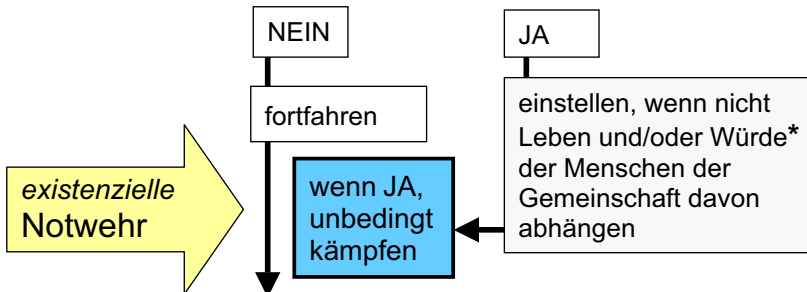 NEIN
JA
fortfahren
einstellen, wenn nicht
Leben und/oder Würde*
der Menschen der
Gemeinschaft davon
abhängen
existenzielle
Notwehr
wenn JA,
unbedingt
kämpfen